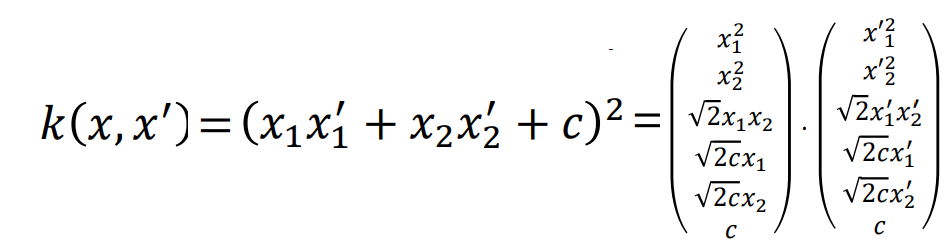 k(x, x′) = (x₁x′₁ + x₂x′₂ + c)² = (x₁² x₂² √2x₁x₂ √2cx₁ √2cx₂ c) . (x′₁² x′₂² √2x′₁x′₂ √2cx′₁ √2cx′₂ c)